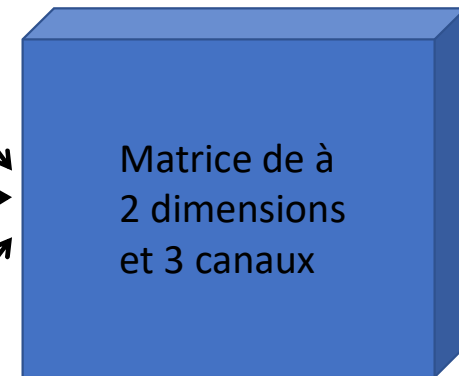 Matrice de à
2 dimensions
et 3 canaux